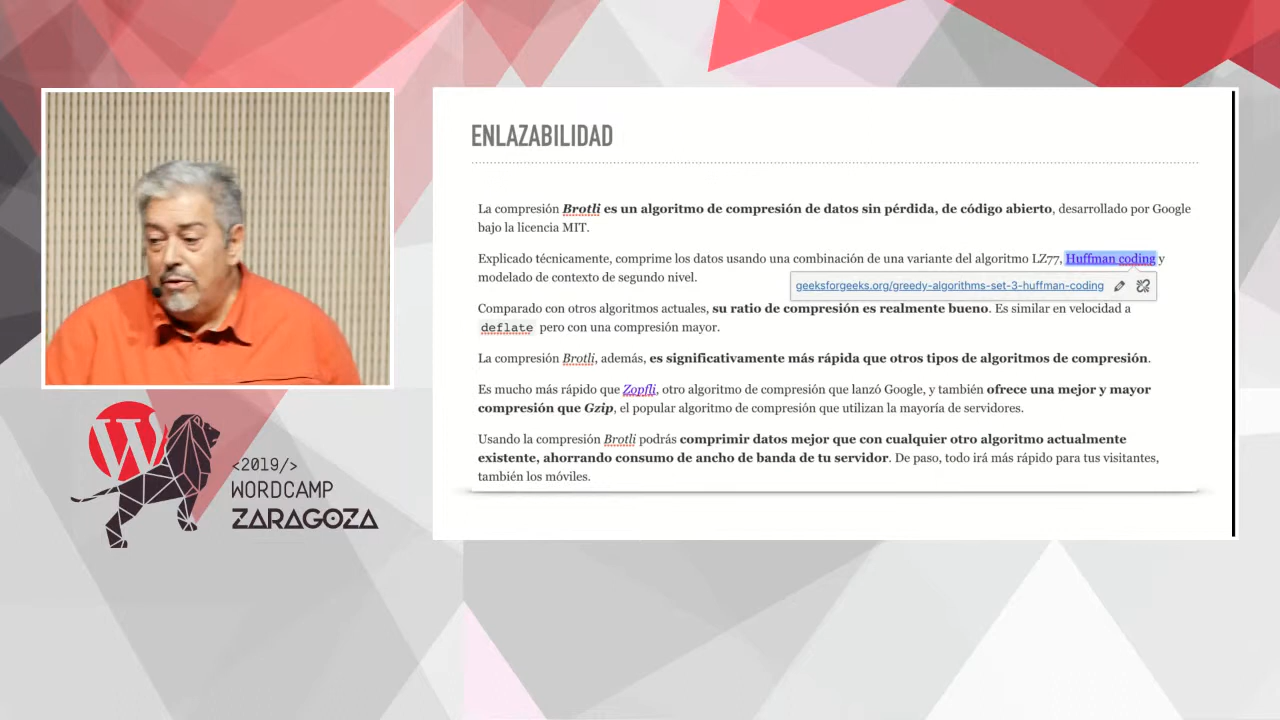 ENLAZABILIDAD
La compresión Brotli es un algoritmo de compresión de datos sin pérdida, de código abierto, desarrollado por Google
bajo la licencia MIT.
Explicado técnicamente, comprime los datos usando una combinación de una variante del algoritmo LZ77, Huffman coding y
modelado de contexto de segundo nivel.
geeksforgeeks.org/greedy-algorithms-set-3-huffman-coding
Comparado con otros algoritmos actuales, su ratio de compresión es realmente bueno. Es similar en velocidad a
deflate pero con una compresión mayor.
La compresión Brotli, además, es significativamente más rápida que otros tipos de algoritmos de compresión.
Es mucho más rápido que Zopfli, otro algoritmo de compresión que lanzó Google, y también ofrece una mejor y mayor
compresión que Gzip, el popular algoritmo de compresión que utilizan la mayoría de servidores.
Usando la compresión Brotli podrás comprimir datos mejor que con cualquier otro algoritmo actualmente
existente, ahorrando consumo de ancho de banda de tu servidor. De paso, todo irá más rápido para tus visitantes,
también los móviles.
W
<2019/>
WORDCAMP
ZARAGOZA